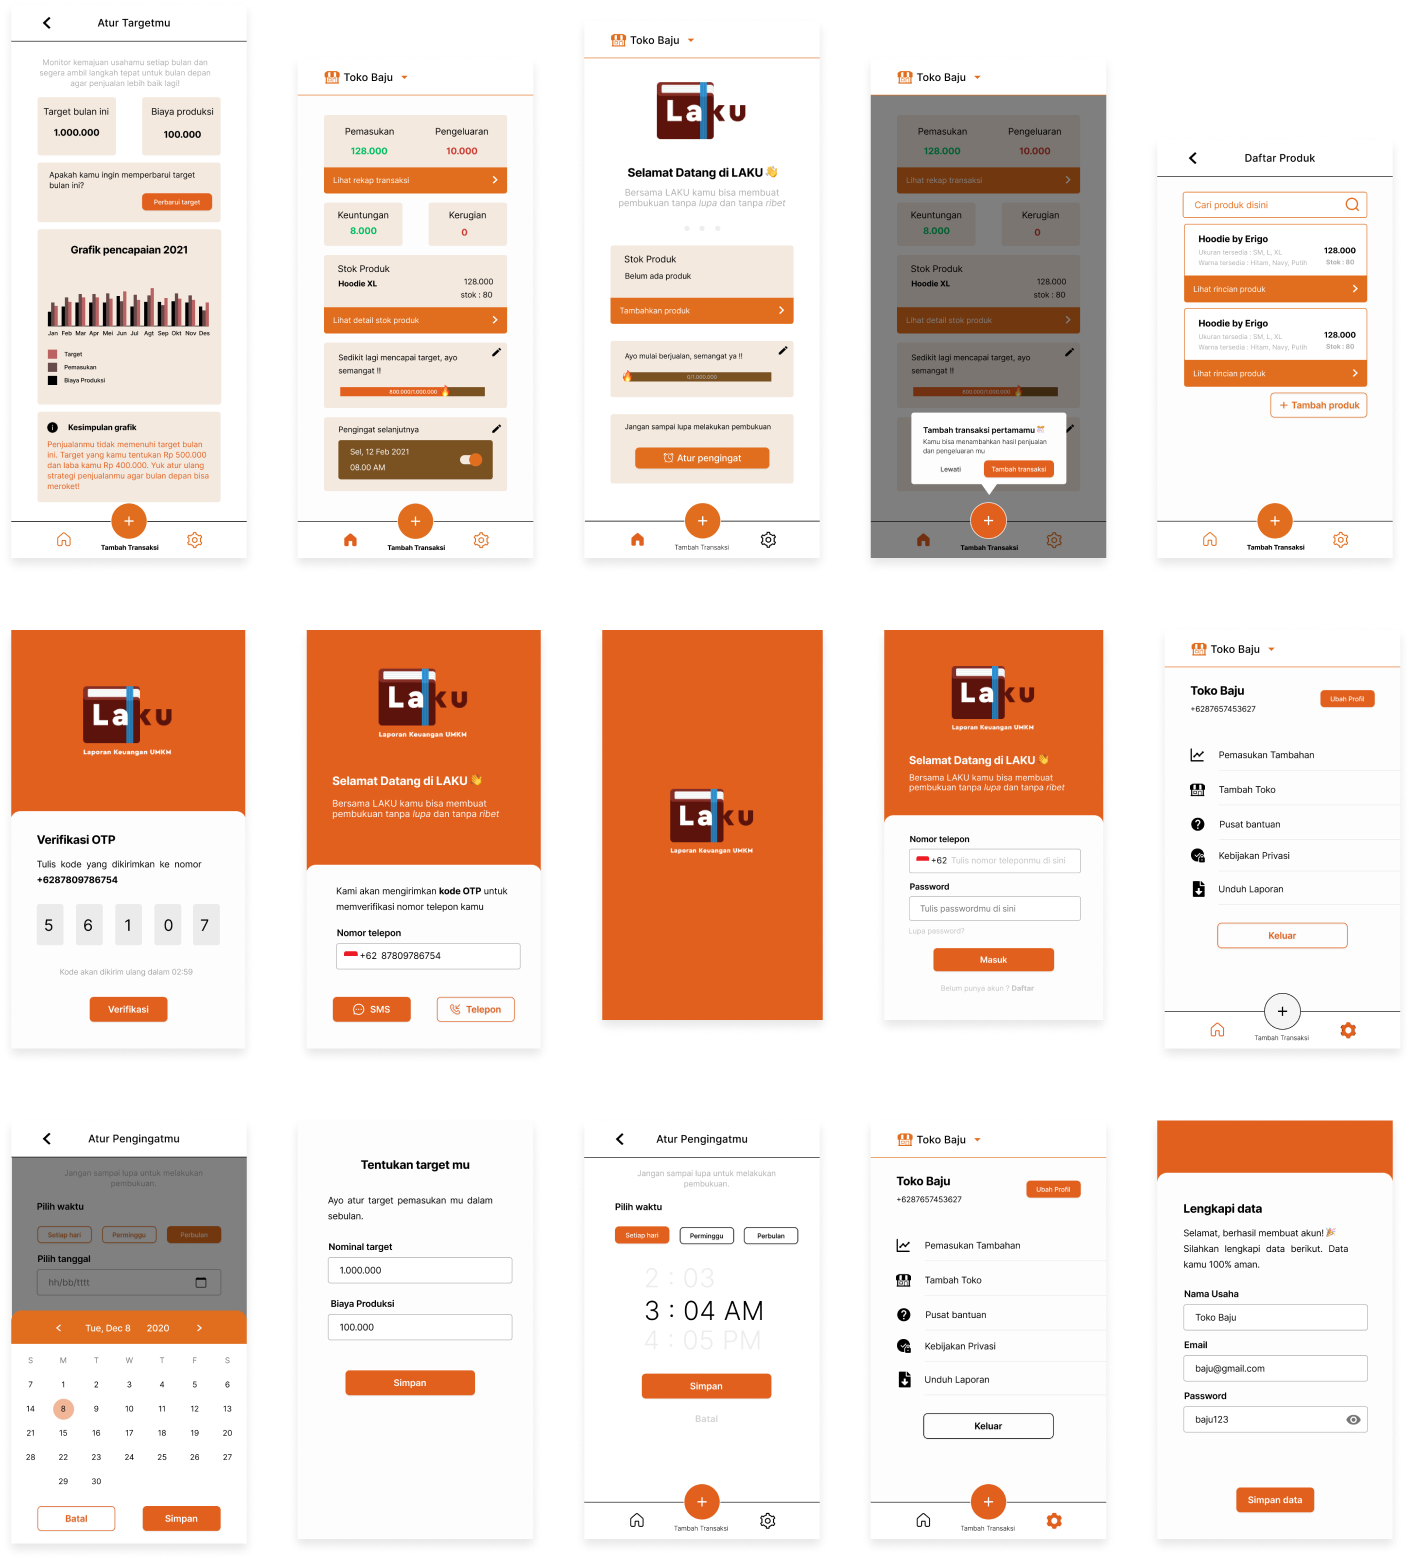 Atur Targetmu
Monitor kemajuan usahamu setiap bulan dan
segera ambil langkah tepat untuk bulan depan
agar penjualan lebih baik lagi!
Target bulan ini
1.000.000
Biaya produksi
100.000
Apakah kamu ingin memperbarui target
bulan ini?
Perbarui target
Grafik pencapaian 2021
Jan Feb Mar Apr Mei Jun Jul Agt Sep Okt Nov Des
Target
Pemasukan
Biaya Produksi
Kesimpulan grafik
Penjualanmu tidak memenuhi target bulan
ini. Target yang kamu tentukan Rp 500.000
dan laba kamu Rp 400.000. Yuk atur ulang
strategi penjualanmu agar bulan depan bisa
meroket!
Tambah Transaksi
Toko Baju
Pemasukan
128.000
Pengeluaran
10.000
Lihat rekap transaksi
Keuntungan
8.000
Kerugian
0
Stok Produk
Hoodie XL
128.000
stok : 80
Lihat detail stok produk
Sedikit lagi mencapai target, ayo
semangat !!
800.000/1.000.000
Pengingat selanjutnya
Sel, 12 Feb 2021
08.00 AM
Tambah Transaksi
Toko Baju
Laku
Selamat Datang di LAKU 👋
Bersama LAKU kamu bisa membuat
pembukuan tanpa lupa dan tanpa ribet
Stok Produk
Belum ada produk
Tambahkan produk
Ayo mulai berjualan, semangat ya !!
0/1.000.000
Jangan sampai lupa melakukan pembukuan
Atur pengingat
Tambah Transaksi
Toko Baju
Pemasukan
128.000
Pengeluaran
10.000
Lihat rekap transaksi
Keuntungan
8.000
Kerugian
0
Stok Produk
Hoodie XL
128.000
stok : 80
Lihat detail stok produk
Sedikit lagi mencapai target, ayo
semangat !!
800.000/1.000.000
Tambah transaksi pertamamu 🎊
Kamu bisa menambahkan hasil penjualan
dan pengeluaran mu
Lewati
Tambah transaksi
Tambah Transaksi
Daftar Produk
Cari produk disini
Hoodie by Erigo
Ukuran tersedia : SM, L, XL
Warna tersedia : Hitam, Navy, Putih
128.000
Stok : 80
Lihat rincian produk
Hoodie by Erigo
Ukuran tersedia : SM, L, XL
Warna tersedia : Hitam, Navy, Putih
128.000
Stok : 80
Lihat rincian produk
+ Tambah produk
Tambah Transaksi
Laku
Laporan Keuangan UMKM
Verifikasi OTP
Tulis kode yang dikirimkan ke nomor
+6287809786754
5 6 1 0 7
Kode akan dikirim ulang dalam 02:59
Verifikasi
Laku
Laporan Keuangan UMKM
Selamat Datang di LAKU 👋
Bersama LAKU kamu bisa membuat
pembukuan tanpa lupa dan tanpa ribet
Kami akan mengirimkan kode OTP untuk
memverifikasi nomor telepon kamu
Nomor telepon
+62 87809786754
SMS
Telepon
Laku
Laporan Keuangan UMKM
Laku
Laporan Keuangan UMKM
Selamat Datang di LAKU 👋
Bersama LAKU kamu bisa membuat
pembukuan tanpa lupa dan tanpa ribet
Nomor telepon
+62 Tulis nomor teleponmu di sini
Password
Tulis passwordmu di sini
Lupa password?
Masuk
Belum punya akun ? Daftar
Toko Baju
Toko Baju
+6287657453627
Ubah Profil
Pemasukan Tambahan
Tambah Toko
Pusat bantuan
Kebijakan Privasi
Unduh Laporan
Keluar
Tambah Transaksi
Atur Pengingatmu
Jangan sampai lupa untuk melakukan
pembukuan.
Pilih waktu
Setiap hari
Perminggu
Perbulan
Pilih tanggal
hh/bb/tttt
Tue, Dec 8 2020
S M T W T F S
7 1 2 3 4 5 6
14 8 9 10 11 12 13
21 15 16 17 18 19 20
28 22 23 24 25 26 27
29 30
Batal
Simpan
Tentukan target mu
Ayo atur target pemasukan mu dalam
sebulan.
Nominal target
1.000.000
Biaya Produksi
100.000
Simpan
Atur Pengingatmu
Jangan sampai lupa untuk melakukan
pembukuan.
Pilih waktu
Setiap hari
Perminggu
Perbulan
2 : 03
3 : 04 AM
4 : 05 PM
Simpan
Batal
Tambah Transaksi
Toko Baju
Toko Baju
+6287657453627
Ubah Profil
Pemasukan Tambahan
Tambah Toko
Pusat bantuan
Kebijakan Privasi
Unduh Laporan
Keluar
Tambah Transaksi
Lengkapi data
Selamat, berhasil membuat akun! 🎉
Silahkan lengkapi data berikut. Data
kamu 100% aman.
Nama Usaha
Toko Baju
Email
baju@gmail.com
Password
baju123
Simpan data